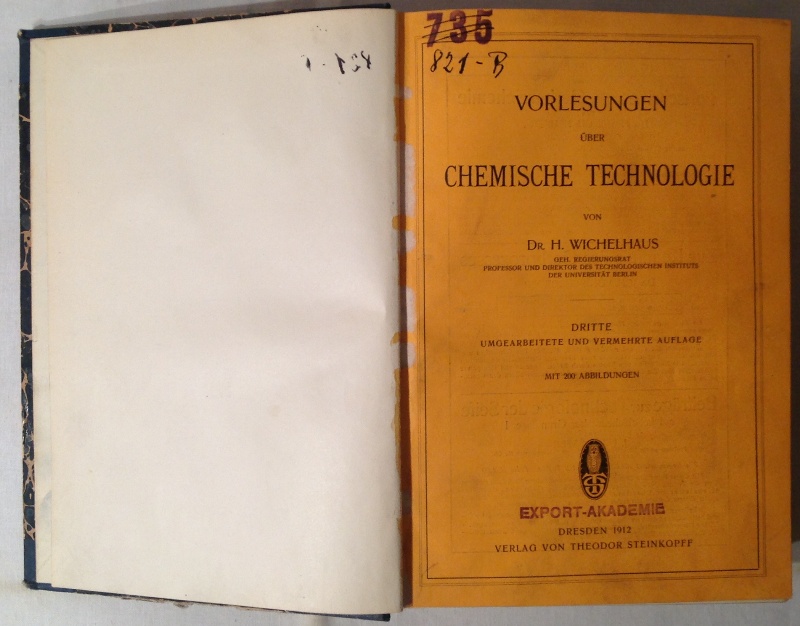 735
821-B
VORLESUNGEN
ÜBER
CHEMISCHE TECHNOLOGIE
VON
DR. H. WICHELHAUS
GEH. REGIERUNGSRAT
PROFESSOR UND DIREKTOR DES TECHNOLOGISCHEN INSTITUTS
DER UNIVERSITÄT BERLIN
DRITTE
UMGEARBEITETE UND VERMEHRTE AUFLAGE
MIT 200 ABBILDUNGEN
EXPORT-AKADEMIE
DRESDEN 1912
VERLAG VON THEODOR STEINKOPFF